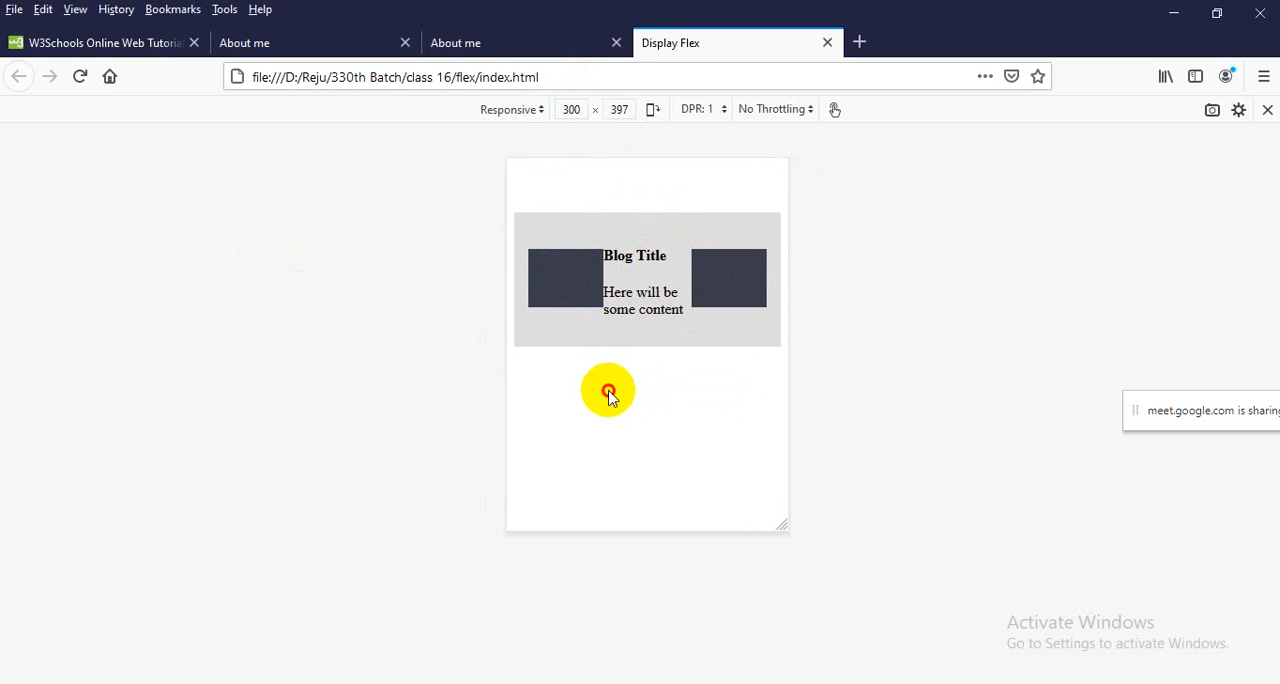 File Edit View History Bookmarks Tools Help
W3 W3Schools Online Web Tutoria
About me
About me
Display Flex
file:///D:/Reju/330th Batch/class 16/flex/index.html
Responsive 300 × 397 DPR: 1 No Throttling
Blog Title
Here will be
some content
meet.google.com is sharing
Activate Windows
Go to Settings to activate Windows.